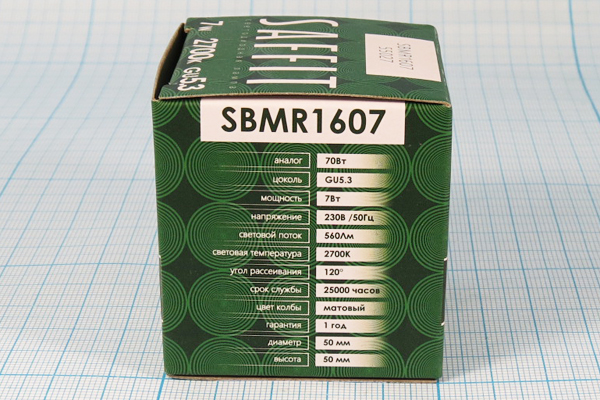 SAFFIT
7W 2700K GU5.3
SBMR1607
55027
SBMR1607
аналог 70Вт
цоколь GU5.3
мощность 7Вт
напряжение 230В /50Гц
световой поток 560Лм
световая температура 2700К
угол рассеивания 120°
срок службы 25000 часов
цвет колбы матовый
гарантия 1 год
диаметр 50 мм
высота 50 мм